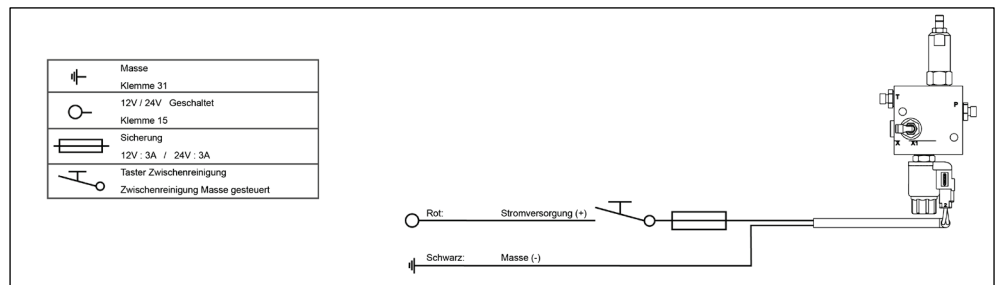 Masse
Klemme 31
12V / 24V Geschaltet
Klemme 15
Sicherung
12V : 3A / 24V : 3A
Taster Zwischenreinigung
Zwischenreinigung Masse gesteuert
T
P
X X1
Rot: Stromversorgung (+)
Schwarz: Masse (-)